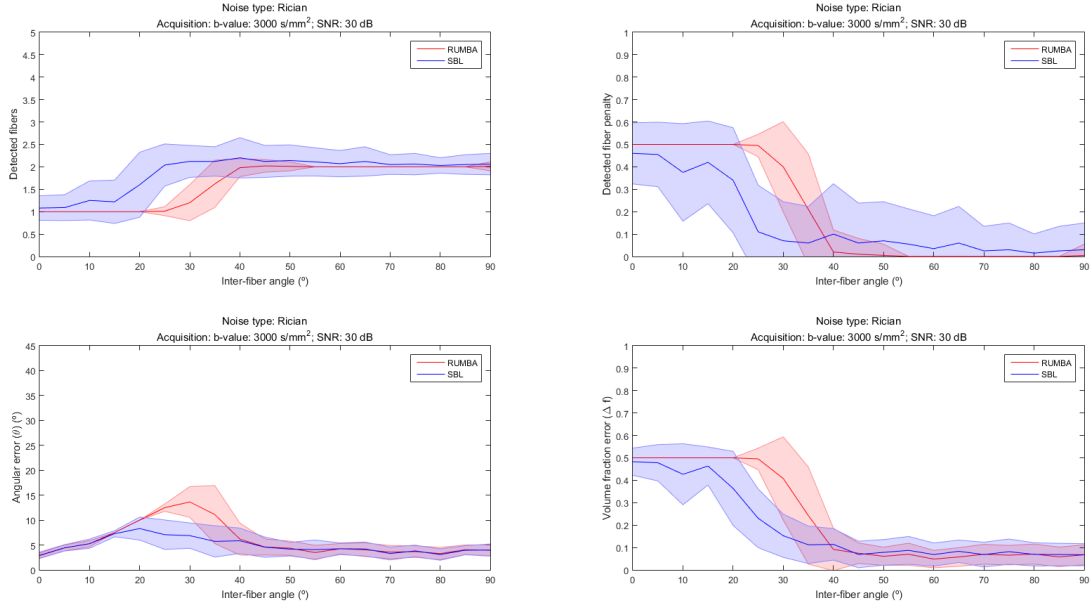 Noise type: Rician
Acquisition: b-value: 3000 s/mm²; SNR: 30 dB
5
4.5
4
3.5
3
2.5
2
1.5
1
0.5
0
Detected fibers
RUMBA
SBL
0 10 20 30 40 50 60 70 80 90
Inter-fiber angle (º)
Noise type: Rician
Acquisition: b-value: 3000 s/mm²; SNR: 30 dB
1
0.9
0.8
0.7
0.6
0.5
0.4
0.3
0.2
0.1
0
Detected fiber penalty
RUMBA
SBL
0 10 20 30 40 50 60 70 80 90
Inter-fiber angle (º)
Noise type: Rician
Acquisition: b-value: 3000 s/mm²; SNR: 30 dB
45
40
35
30
25
20
15
10
5
0
Angular error (θ) (º)
RUMBA
SBL
0 10 20 30 40 50 60 70 80 90
Inter-fiber angle (º)
Noise type: Rician
Acquisition: b-value: 3000 s/mm²; SNR: 30 dB
1
0.9
0.8
0.7
0.6
0.5
0.4
0.3
0.2
0.1
0
Volume fraction error (Δ f)
RUMBA
SBL
0 10 20 30 40 50 60 70 80 90
Inter-fiber angle (º)